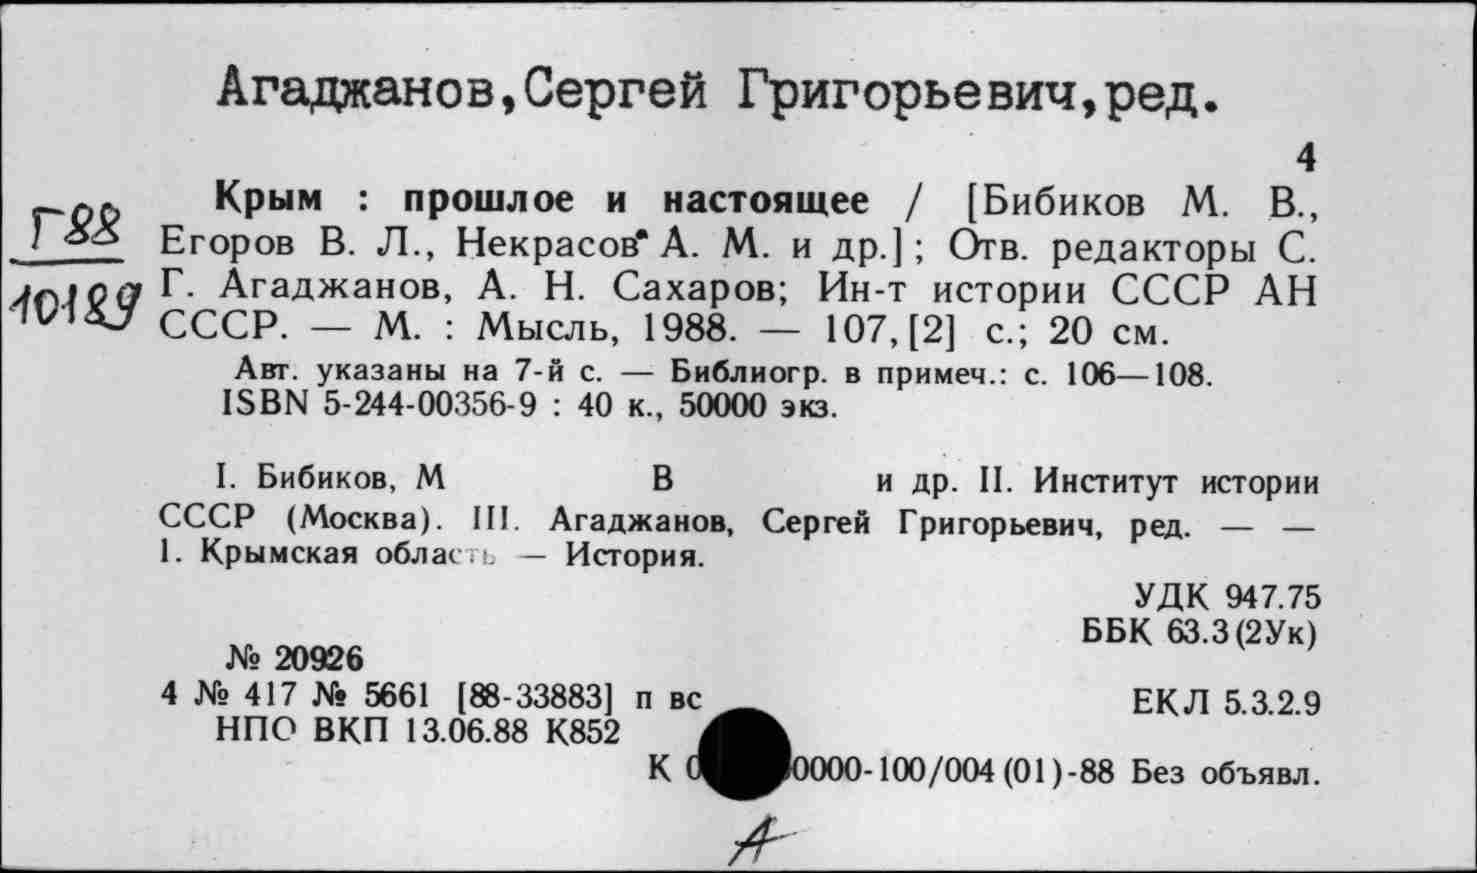 Агаджанов,Сергей Григорьевич,ред.
4
Крым : прошлое и настоящее / [Бибиков М. В.,
Г88
Егоров В. Л., Некрасов А. М. и др.] ; Отв. редакторы С.
10189
Г. Агаджанов, А. Н. Сахаров; Ин-т истории СССР АН
СССР. — М. : Мысль, 1988. — 107, [2] с.; 20 см.
Авт. указаны на 7-й с. — Библиогр. в примеч.: с. 106—108.
ISBN 5-244-00356-9 : 40 к., 50000 экз.
I. Бибиков, М В и др. II. Институт истории
СССР (Москва). III. Агаджанов, Сергей Григорьевич, ред. — —
1. Крымская область — История.
УДК 947.75
ББК 63.3(2Ук)
№ 20926
4 № 417 № 5661 [88-33883] п вс
ЕКЛ 5.3.2.9
НПО ВКП 13.06.88 К852
К 0000-100/004(01)-88 Без объявл.
А